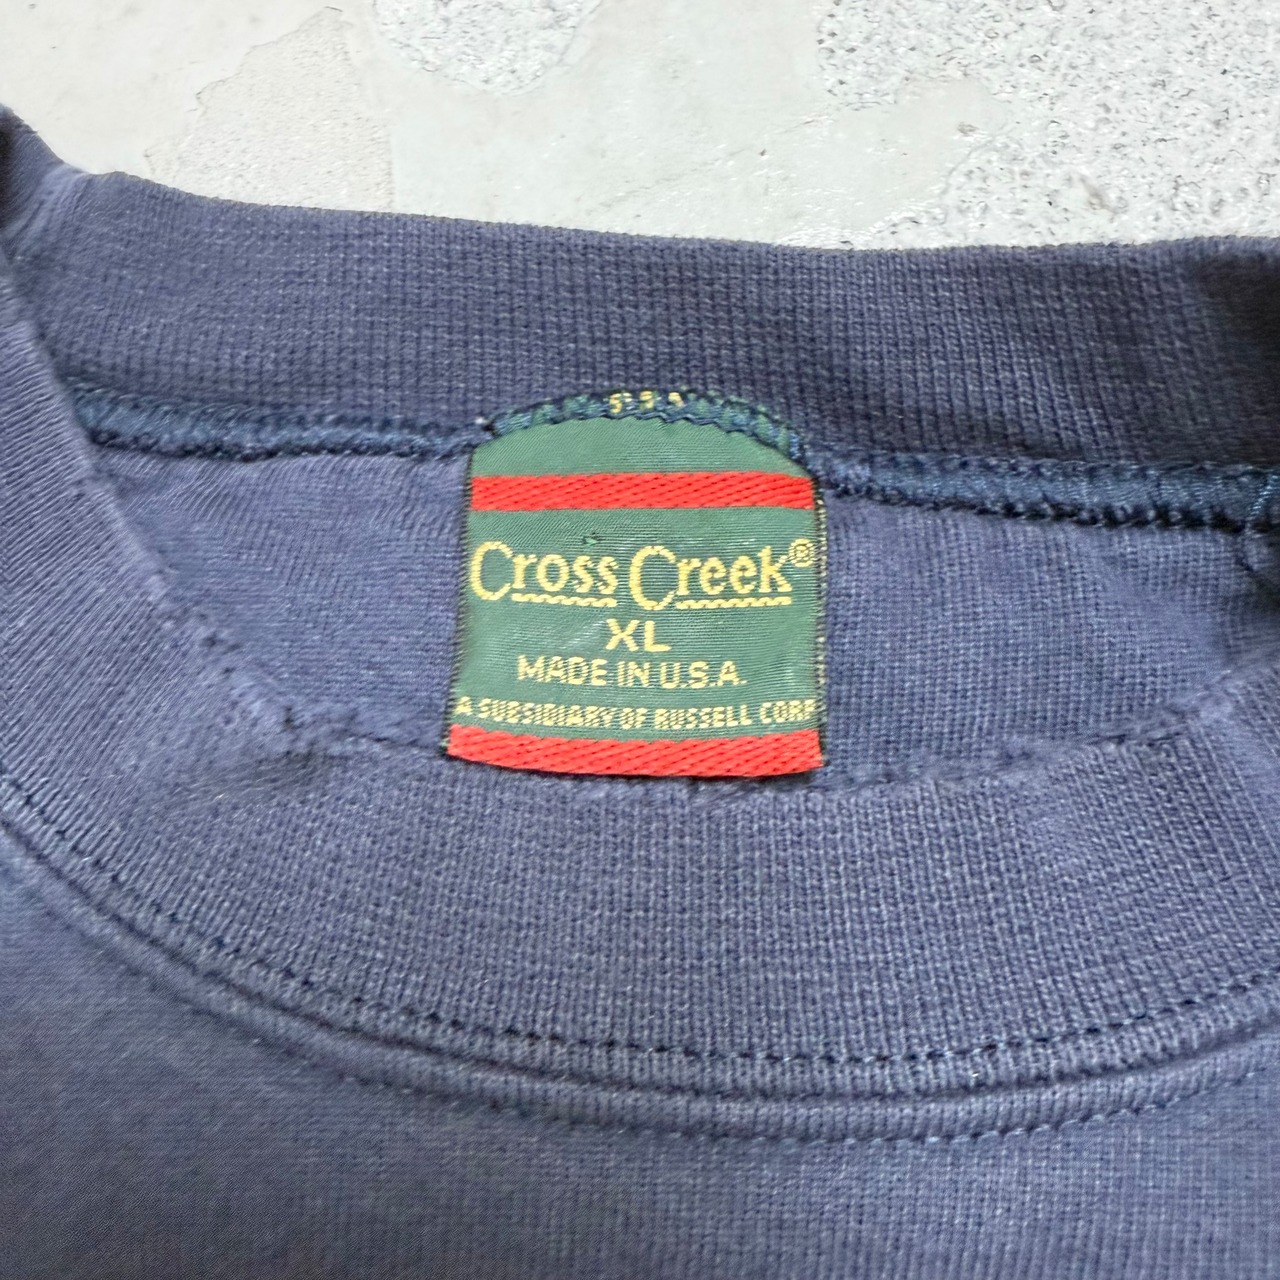 Cross Creek®
XL
MADE IN U.S.A.
A SUBSIDIARY OF RUSSELL CORP